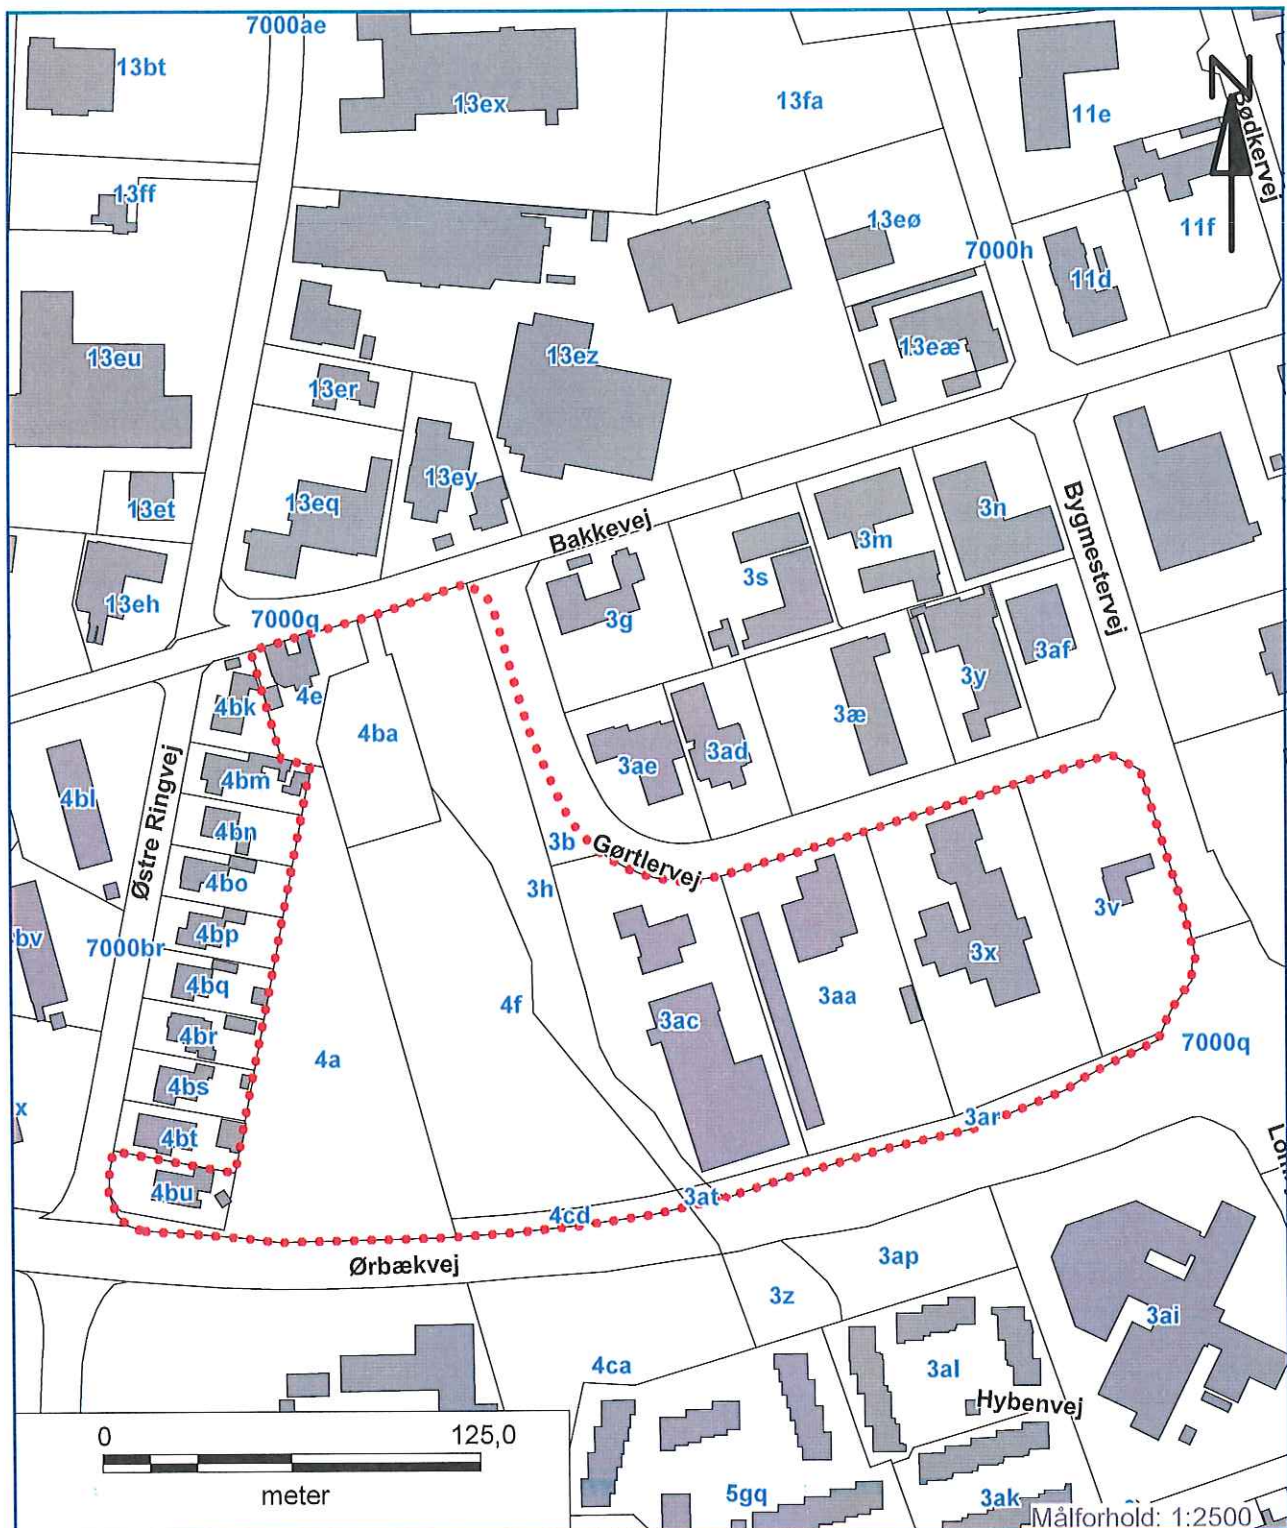 7000ae
13bt
13ex
13fa
11e
Bødkervej
N
13ff
13eø
7000h
11f
11d
13eu
13ez
13eæ
13er
13ey
13et
13eq
Bakkevej
3m
3n
Bygmestervej
13eh
3s
7000q
3g
3af
4bk
4e
3y
4ba
3æ
3ad
3ae
Østre Ringvej
4bm
4bl
4bn
3b
Gørtlervej
3h
4bo
3v
bv
7000br
4bp
3x
4bq
4f
3aa
3ac
4br
4a
7000q
4bs
x
3ar
4bt
4bu
3at
4cd
Ørbækvej
3ap
3z
3ai
4ca
3al
Hybenvej
0 125,0
meter
5gq
3ak
Målforhold: 1:2500